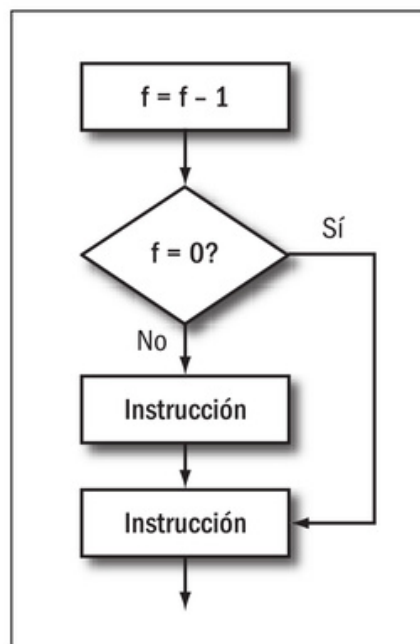 f = f – 1
f = 0?
Sí
No
Instrucción
Instrucción